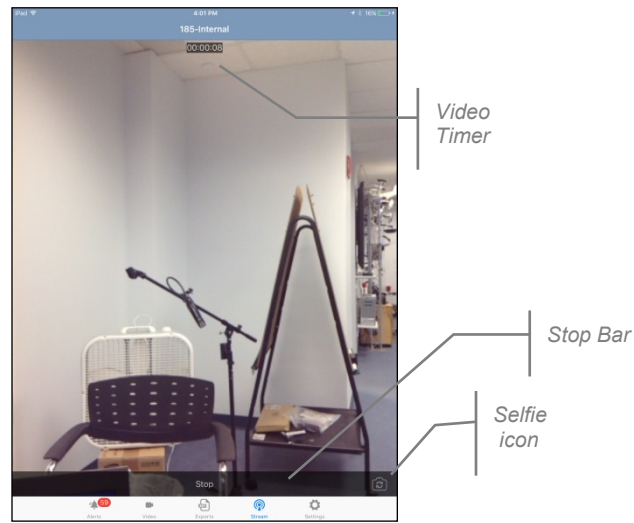 iPad 4:01 PM 16%
185-Internal
00:00:08
Video
Timer
Stop Bar
Selfie
icon
Stop
59
Alerts Video Exports Stream Settings